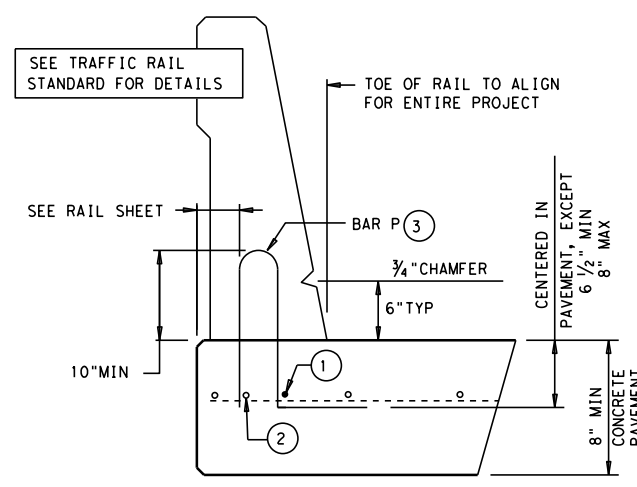 SEE TRAFFIC RAIL
STANDARD FOR DETAILS
TOE OF RAIL TO ALIGN
FOR ENTIRE PROJECT
SEE RAIL SHEET
BAR P 3
3/4" CHAMFER
6" TYP
10" MIN
1
2
CENTERED IN
PAVEMENT, EXCEPT
6 1/2" MIN
8" MAX
8" MIN
CONCRETE
PAVEMENT